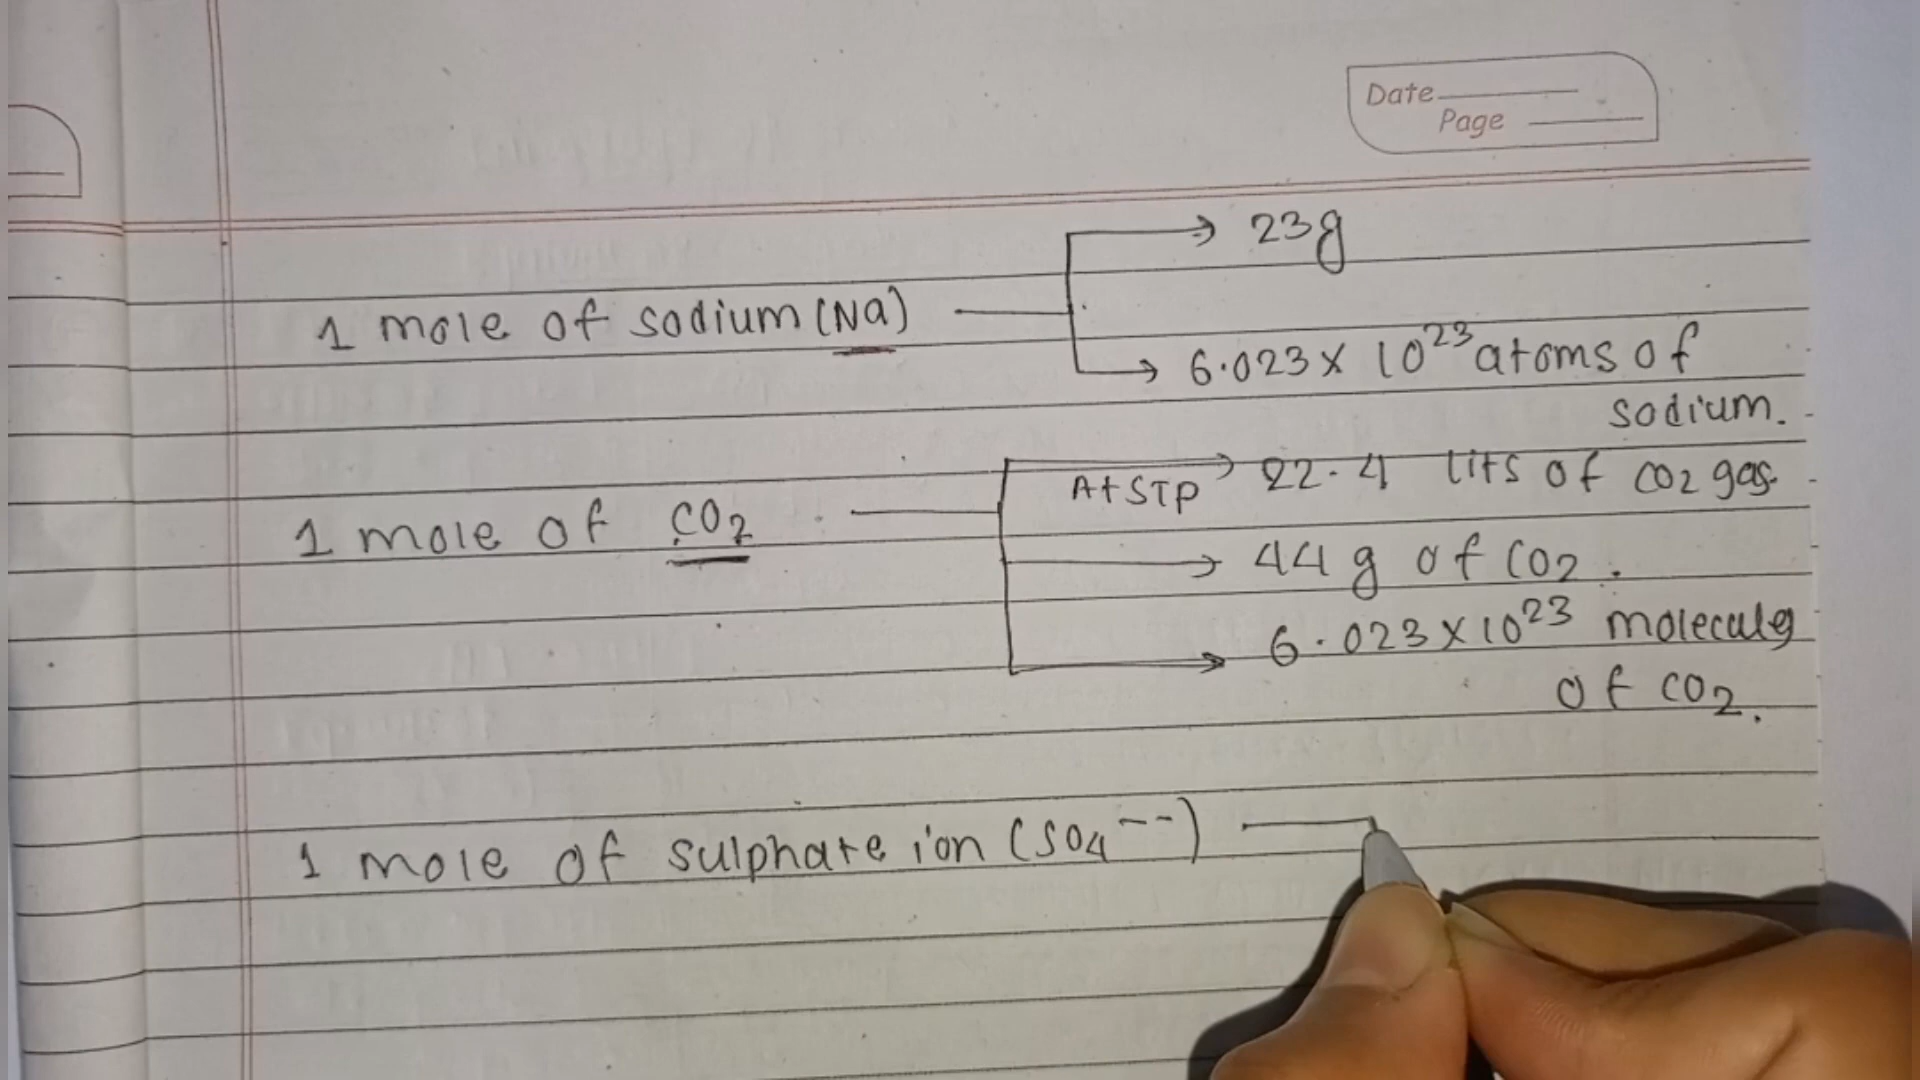 Date
Page
23g
1 mole of sodium (Na)
6.023 × 10²³ atoms of
sodium.
At STP 22.4 lits of CO2 gas.
1 mole of CO2
44 g of CO2.
6.023 × 10²³ molecules
of CO2.
1 mole of sulphate ion (SO4⁻⁻)